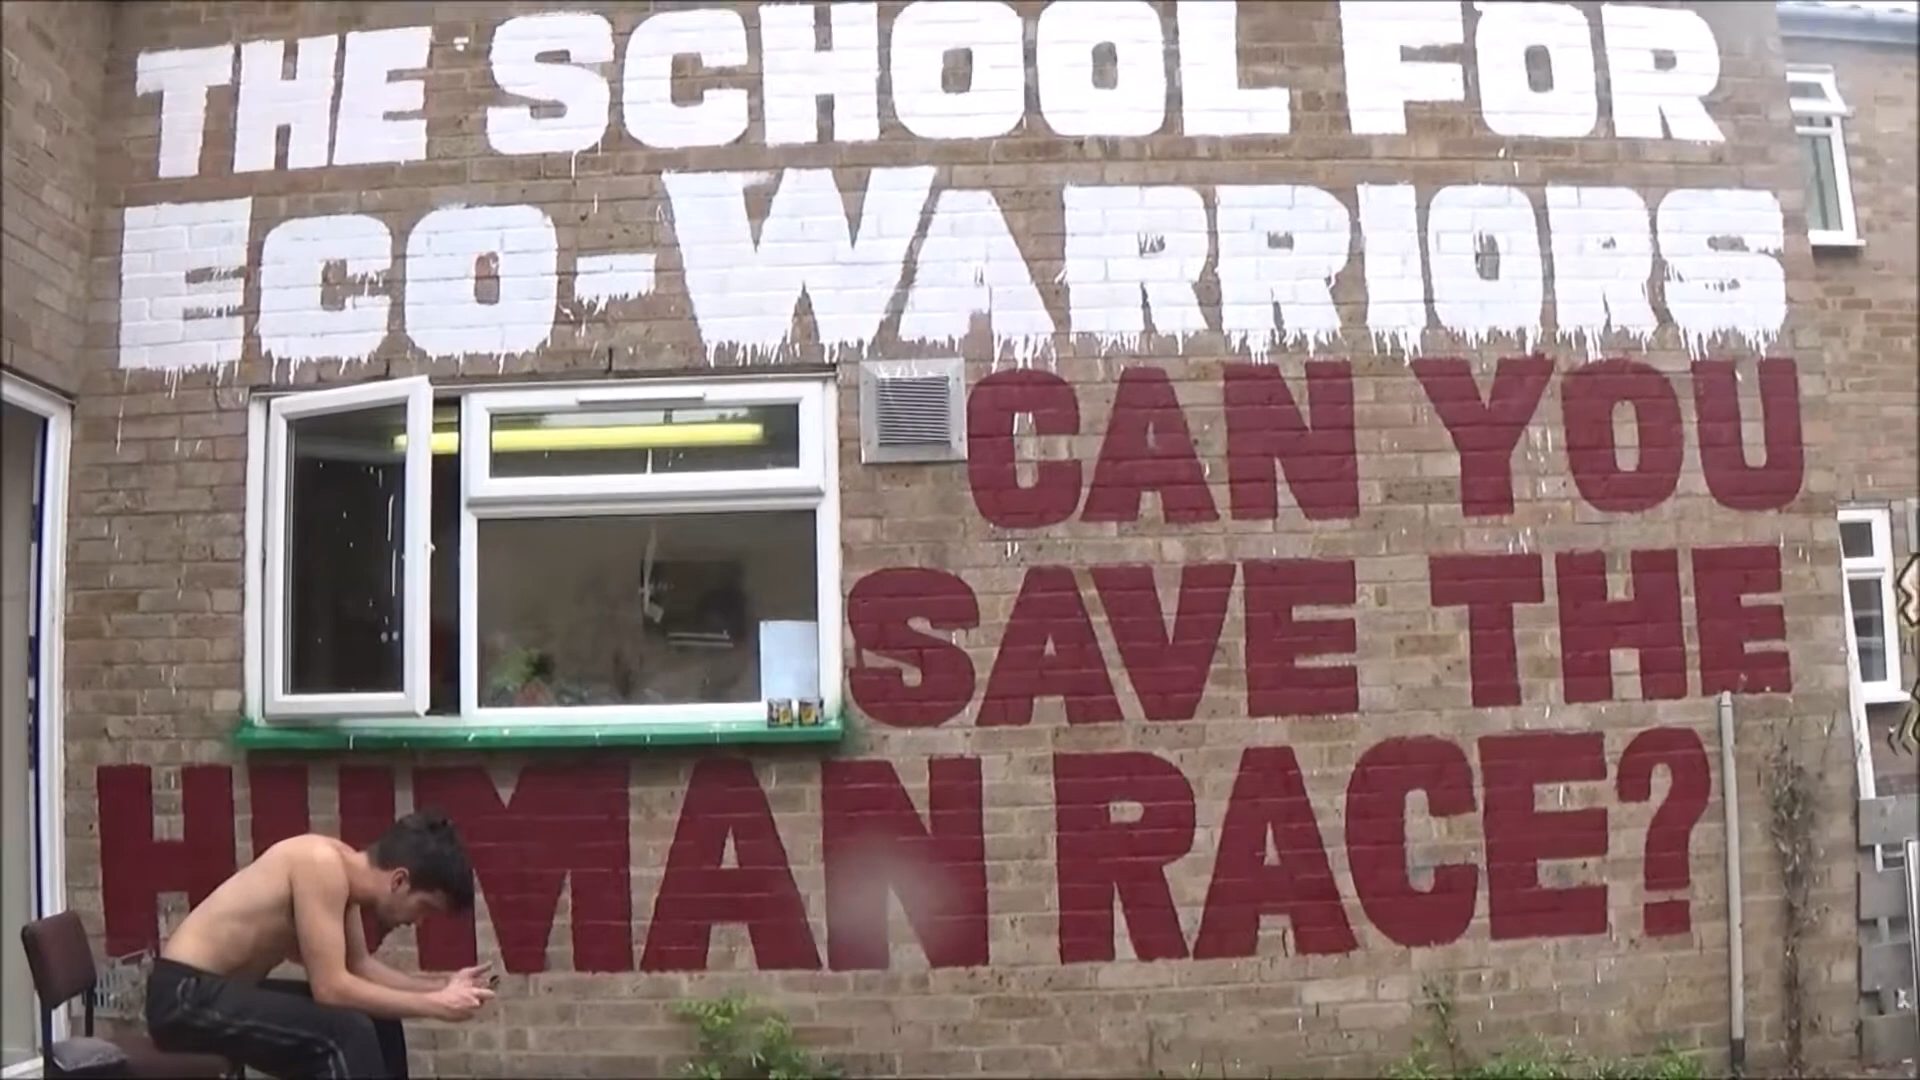 THE SCHOOL FOR
ECO-WARRIORS
CAN YOU
SAVE THE
HUMAN RACE?